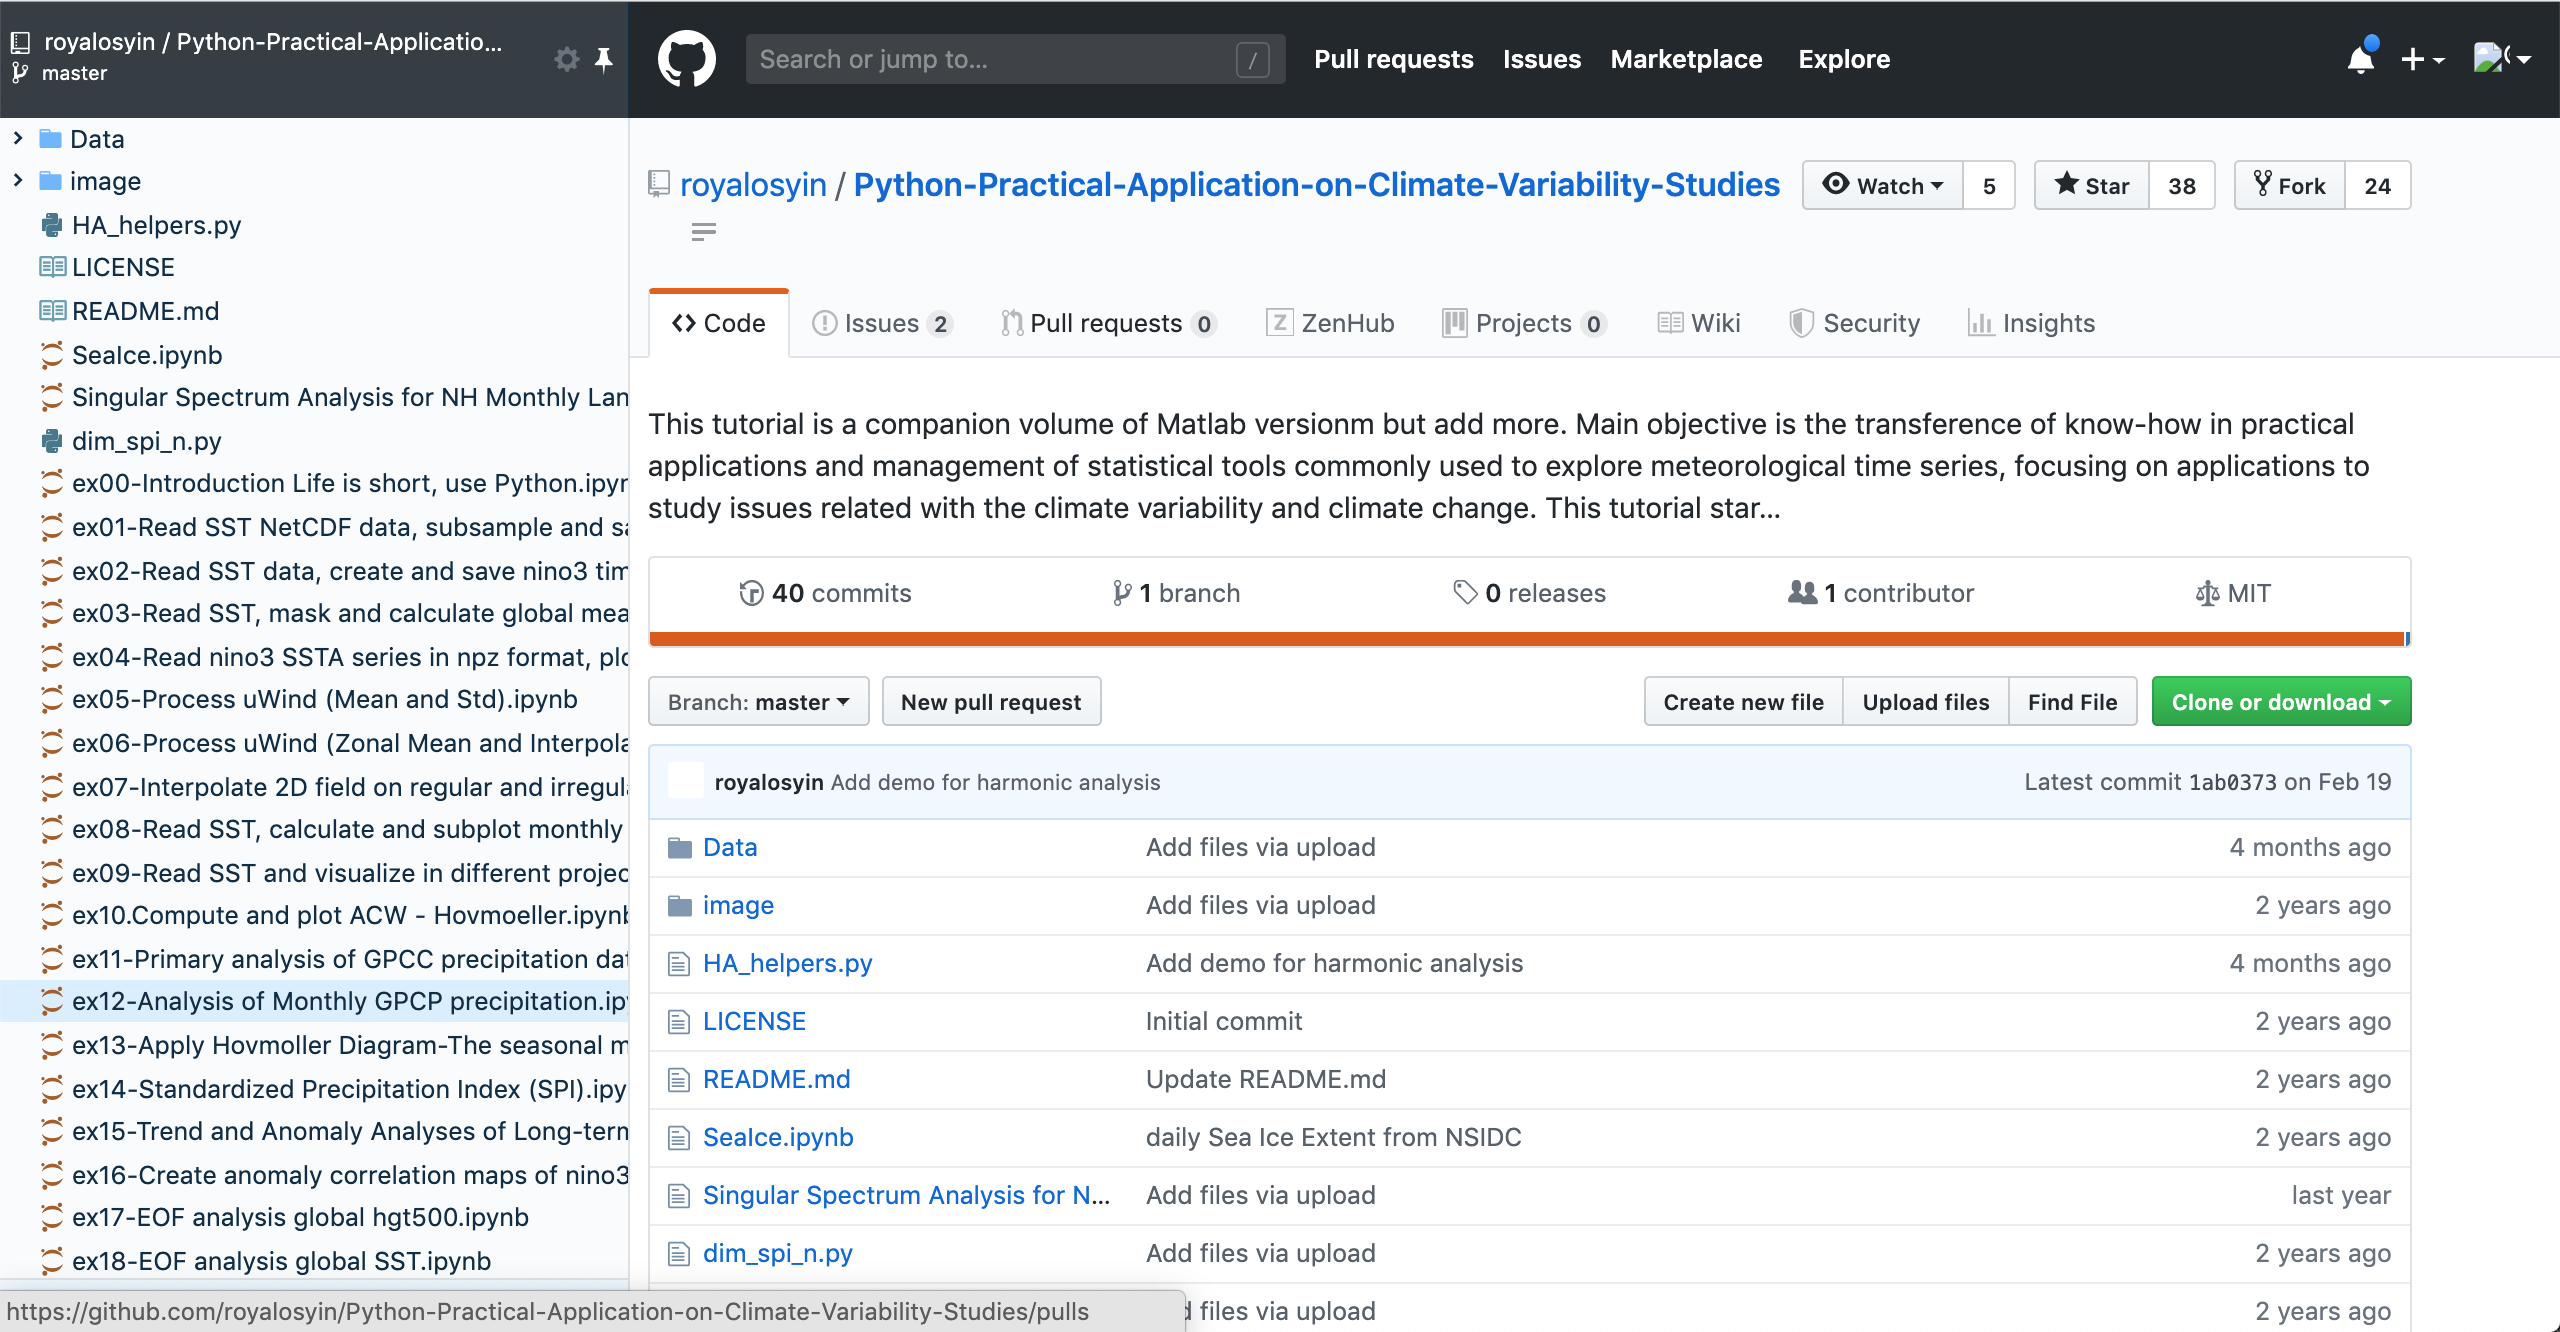 royalosyin / Python-Practical-Applicatio...
master
Search or jump to...
/
Pull requests
Issues
Marketplace
Explore
Data
image
HA_helpers.py
LICENSE
README.md
SeaIce.ipynb
Singular Spectrum Analysis for NH Monthly Lan
dim_spi_n.py
ex00-Introduction Life is short, use Python.ipyn
ex01-Read SST NetCDF data, subsample and sa
ex02-Read SST data, create and save nino3 tim
ex03-Read SST, mask and calculate global mea
ex04-Read nino3 SSTA series in npz format, plo
ex05-Process uWind (Mean and Std).ipynb
ex06-Process uWind (Zonal Mean and Interpola
ex07-Interpolate 2D field on regular and irregula
ex08-Read SST, calculate and subplot monthly
ex09-Read SST and visualize in different projec
ex10.Compute and plot ACW - Hovmoeller.ipynb
ex11-Primary analysis of GPCC precipitation dat
ex12-Analysis of Monthly GPCP precipitation.ipy
ex13-Apply Hovmoller Diagram-The seasonal m
ex14-Standardized Precipitation Index (SPI).ipy
ex15-Trend and Anomaly Analyses of Long-term
ex16-Create anomaly correlation maps of nino3
ex17-EOF analysis global hgt500.ipynb
ex18-EOF analysis global SST.ipynb
royalosyin / Python-Practical-Application-on-Climate-Variability-Studies
Watch 5
Star 38
Fork 24
Code
Issues 2
Pull requests 0
Z ZenHub
Projects 0
Wiki
Security
Insights
This tutorial is a companion volume of Matlab versionm but add more. Main objective is the transference of know-how in practical
applications and management of statistical tools commonly used to explore meteorological time series, focusing on applications to
study issues related with the climate variability and climate change. This tutorial star...
40 commits
1 branch
0 releases
1 contributor
MIT
Branch: master
New pull request
Create new file
Upload files
Find File
Clone or download
royalosyin Add demo for harmonic analysis
Latest commit 1ab0373 on Feb 19
Data Add files via upload 4 months ago
image Add files via upload 2 years ago
HA_helpers.py Add demo for harmonic analysis 4 months ago
LICENSE Initial commit 2 years ago
README.md Update README.md 2 years ago
SeaIce.ipynb daily Sea Ice Extent from NSIDC 2 years ago
Singular Spectrum Analysis for N... Add files via upload last year
dim_spi_n.py Add files via upload 2 years ago
d files via upload 2 years ago
https://github.com/royalosyin/Python-Practical-Application-on-Climate-Variability-Studies/pulls